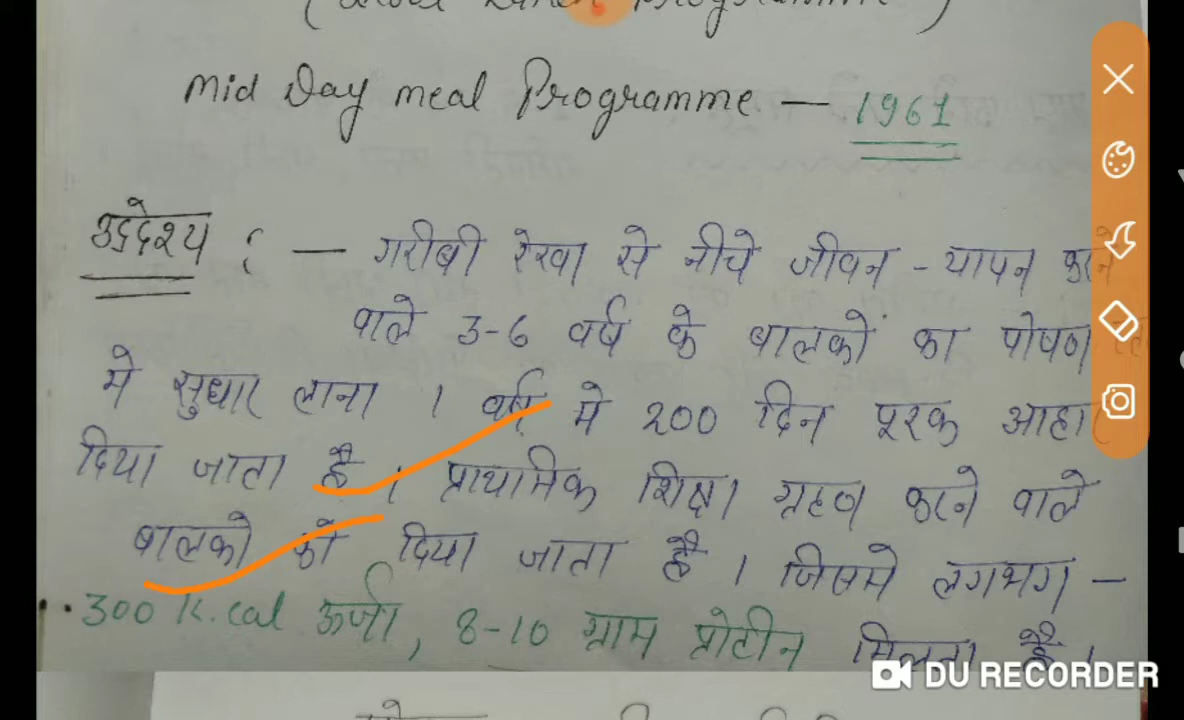 Programme )
Mid Day meal Programme — 1961
उद्देश्य : — गरीबी रेखा से नीचे जीवन - यापन करने
वाले 3-6 वर्ष के बालकों का पोषण
मे सुधार लाना । वर्ष मे 200 दिन पूरक आहार
दिया जाता है । प्राथमिक शिक्षा ग्रहण करने वाले
बालको को दिया जाता है । जिसमे लगभग -
300 K.cal ऊर्जा, 8-10 ग्राम प्रोटीन मिलता है ।
DU RECORDER